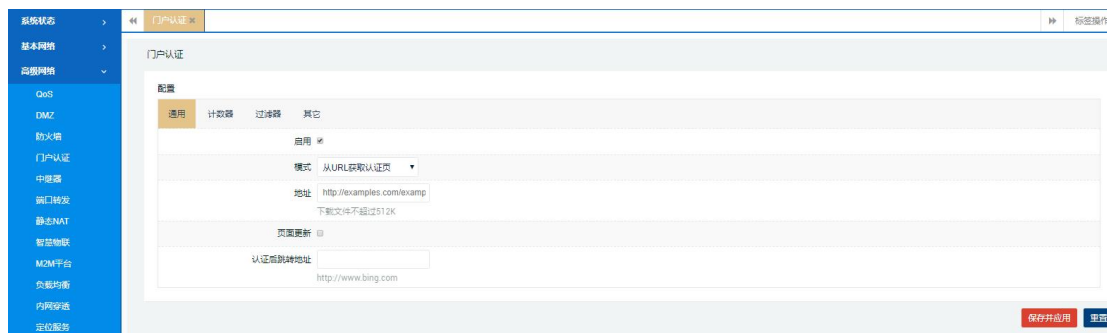 系统状态
基本网络
高级网络
QoS
DMZ
防火墙
门户认证
中继器
端口转发
静态NAT
智慧物联
M2M平台
负载均衡
内网穿透
定位服务
门户认证
标签操作
门户认证
配置
通用 计数器 过滤器 其它
启用
模式 从URL获取认证页
地址 http://examples.com/examp
下载文件不超过512K
页面更新
认证后跳转地址
http://www.bing.com
保存并应用 重置